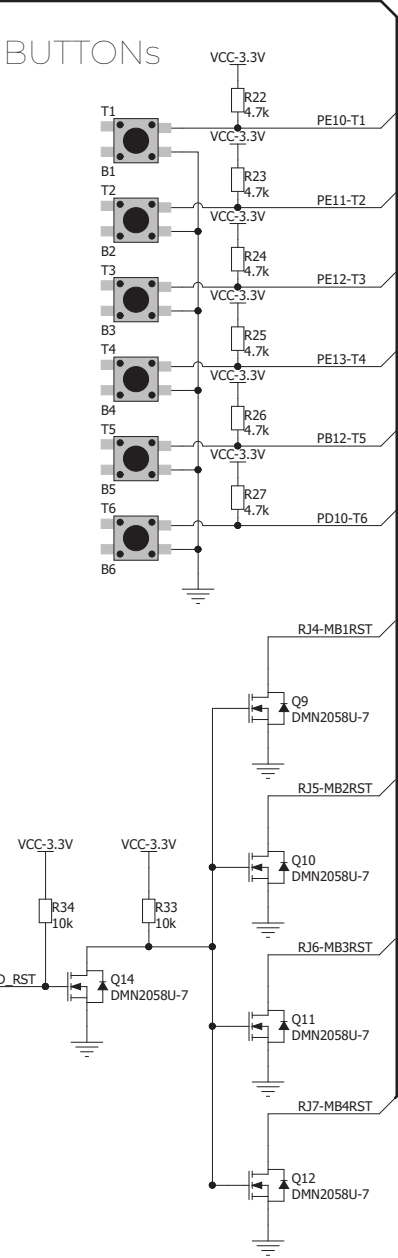 BUTTONs
VCC-3.3V
R22
4.7k
T1
PE10-T1
B1
VCC-3.3V
R23
4.7k
T2
PE11-T2
B2
VCC-3.3V
R24
4.7k
T3
PE12-T3
B3
VCC-3.3V
R25
4.7k
T4
PE13-T4
B4
VCC-3.3V
R26
4.7k
T5
PB12-T5
B5
VCC-3.3V
R27
4.7k
T6
PD10-T6
B6
RJ4-MB1RST
Q9
DMN2058U-7
RJ5-MB2RST
Q10
DMN2058U-7
VCC-3.3V
VCC-3.3V
R34
10k
R33
10k
RJ6-MB3RST
D_RST
Q14
DMN2058U-7
Q11
DMN2058U-7
RJ7-MB4RST
Q12
DMN2058U-7